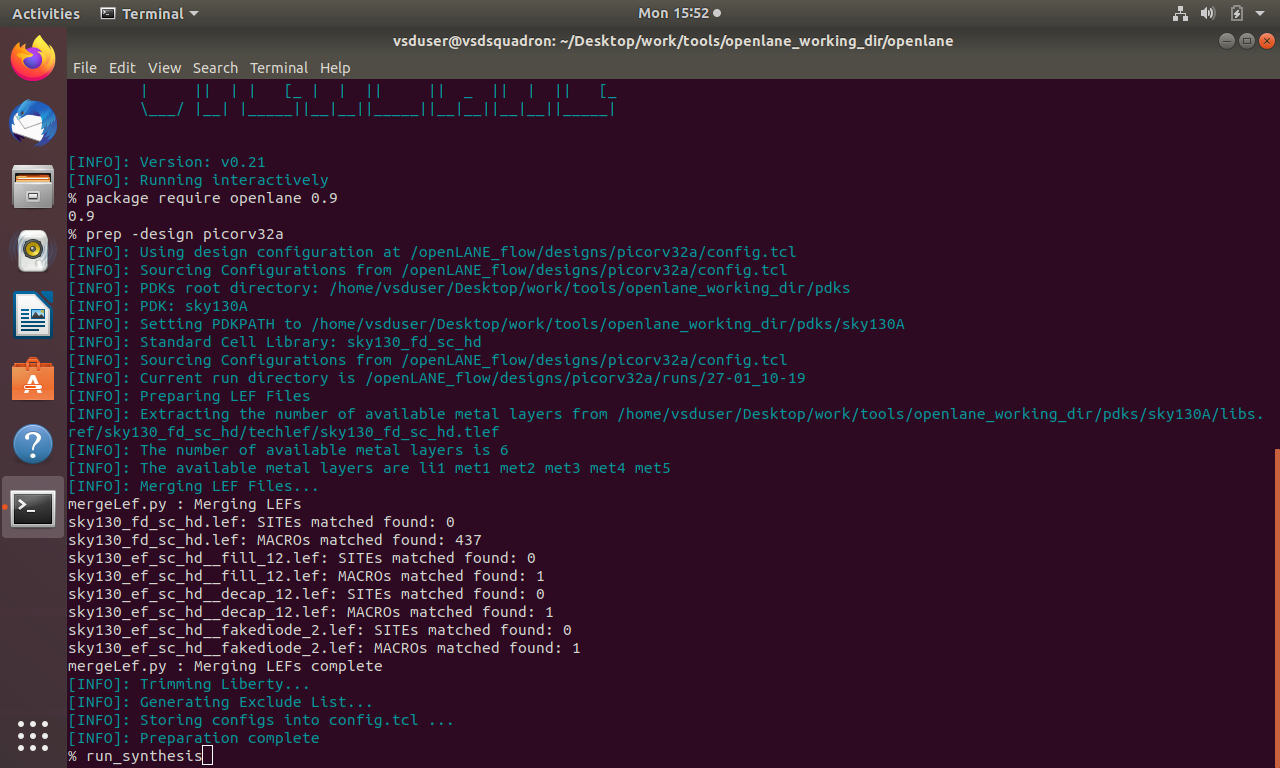 Activities Terminal Mon 15:52
vsduser@vsdsquadron: ~/Desktop/work/tools/openlane_working_dir/openlane
File Edit View Search Terminal Help
[INFO]: Version: v0.21
[INFO]: Running interactively
% package require openlane 0.9
0.9
% prep -design picorv32a
[INFO]: Using design configuration at /openLANE_flow/designs/picorv32a/config.tcl
[INFO]: Sourcing Configurations from /openLANE_flow/designs/picorv32a/config.tcl
[INFO]: PDKs root directory: /home/vsduser/Desktop/work/tools/openlane_working_dir/pdks
[INFO]: PDK: sky130A
[INFO]: Setting PDKPATH to /home/vsduser/Desktop/work/tools/openlane_working_dir/pdks/sky130A
[INFO]: Standard Cell Library: sky130_fd_sc_hd
[INFO]: Sourcing Configurations from /openLANE_flow/designs/picorv32a/config.tcl
[INFO]: Current run directory is /openLANE_flow/designs/picorv32a/runs/27-01_10-19
[INFO]: Preparing LEF Files
[INFO]: Extracting the number of available metal layers from /home/vsduser/Desktop/work/tools/openlane_working_dir/pdks/sky130A/libs.
ref/sky130_fd_sc_hd/techlef/sky130_fd_sc_hd.tlef
[INFO]: The number of available metal layers is 6
[INFO]: The available metal layers are li1 met1 met2 met3 met4 met5
[INFO]: Merging LEF Files...
mergeLef.py : Merging LEFs
sky130_fd_sc_hd.lef: SITEs matched found: 0
sky130_fd_sc_hd.lef: MACROs matched found: 437
sky130_ef_sc_hd__fill_12.lef: SITEs matched found: 0
sky130_ef_sc_hd__fill_12.lef: MACROs matched found: 1
sky130_ef_sc_hd__decap_12.lef: SITEs matched found: 0
sky130_ef_sc_hd__decap_12.lef: MACROs matched found: 1
sky130_ef_sc_hd__fakediode_2.lef: SITEs matched found: 0
sky130_ef_sc_hd__fakediode_2.lef: MACROs matched found: 1
mergeLef.py : Merging LEFs complete
[INFO]: Trimming Liberty...
[INFO]: Generating Exclude List...
[INFO]: Storing configs into config.tcl ...
[INFO]: Preparation complete
% run_synthesis